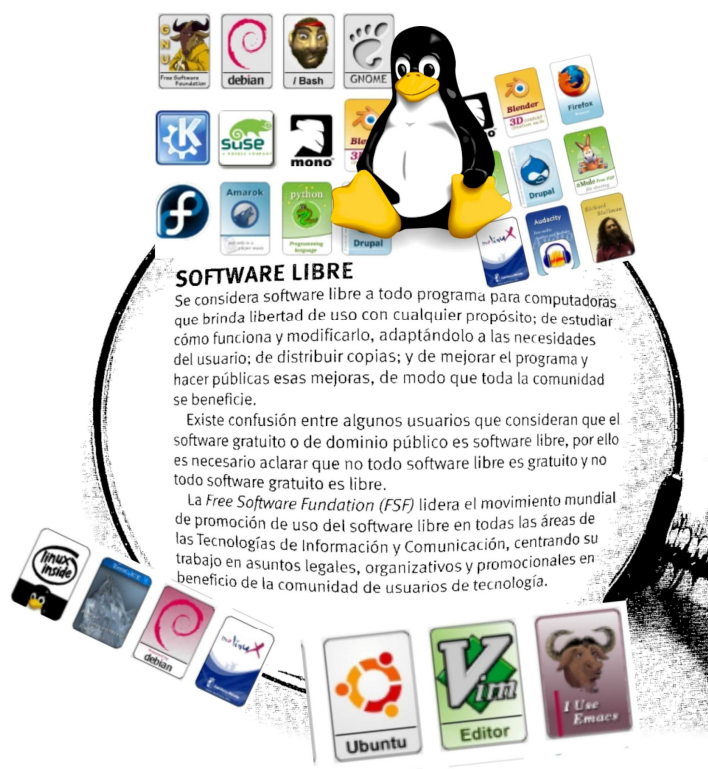 GNU
Free Software
Foundation
debian
/ Bash
GNOME
Blender
3D
Firefox
SUSE
mono
Drupal
aMule
Amarok
python
Programming
language
Drupal
Audacity
Richard
Stallman
SOFTWARE LIBRE
Se considera software libre a todo programa para computadoras
que brinda libertad de uso con cualquier propósito; de estudiar
cómo funciona y modificarlo, adaptándolo a las necesidades
del usuario; de distribuir copias; y de mejorar el programa y
hacer públicas esas mejoras, de modo que toda la comunidad
se beneficie.
Existe confusión entre algunos usuarios que consideran que el
software gratuito o de dominio público es software libre, por ello
es necesario aclarar que no todo software libre es gratuito y no
todo software gratuito es libre.
La Free Software Fundation (FSF) lidera el movimiento mundial
de promoción de uso del software libre en todas las áreas de
las Tecnologías de Información y Comunicación, centrando su
trabajo en asuntos legales, organizativos y promocionales en
beneficio de la comunidad de usuarios de tecnología.
linux
inside
debian
Ubuntu
Vim
Editor
I Use
Emacs